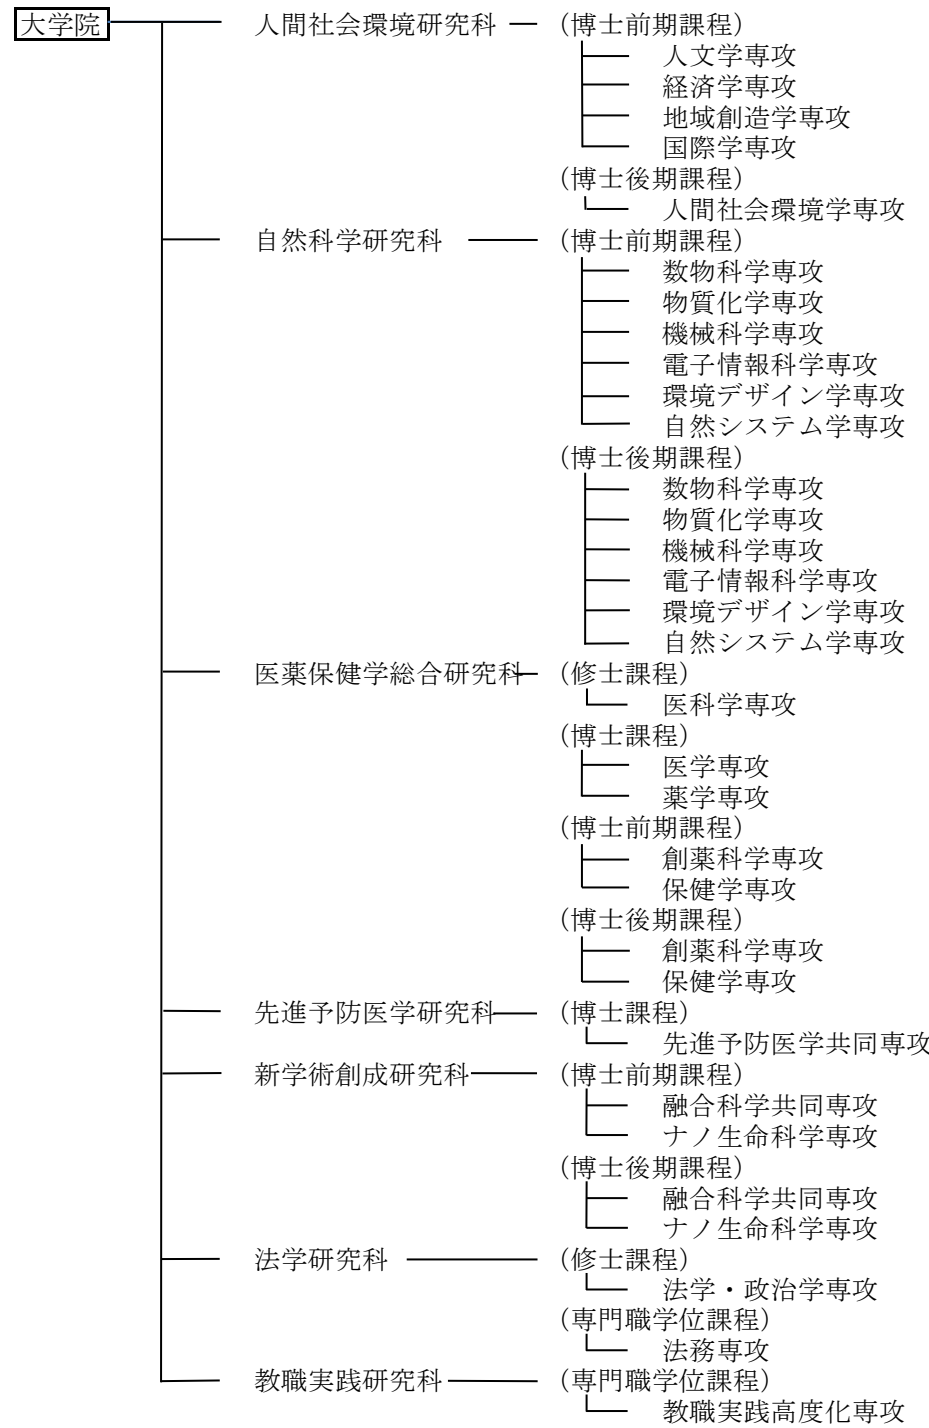 大学院 人間社会環境研究科 (博士前期課程)
人文学専攻
経済学専攻
地域創造学専攻
国際学専攻
(博士後期課程)
人間社会環境学専攻
自然科学研究科 (博士前期課程)
数物科学専攻
物質化学専攻
機械科学専攻
電子情報科学専攻
環境デザイン学専攻
自然システム学専攻
(博士後期課程)
数物科学専攻
物質化学専攻
機械科学専攻
電子情報科学専攻
環境デザイン学専攻
自然システム学専攻
医薬保健学総合研究科 (修士課程)
医科学専攻
(博士課程)
医学専攻
薬学専攻
(博士前期課程)
創薬科学専攻
保健学専攻
(博士後期課程)
創薬科学専攻
保健学専攻
先進予防医学研究科 (博士課程)
先進予防医学共同専攻
新学術創成研究科 (博士前期課程)
融合科学共同専攻
ナノ生命科学専攻
(博士後期課程)
融合科学共同専攻
ナノ生命科学専攻
法学研究科 (修士課程)
法学・政治学専攻
(専門職学位課程)
法務専攻
教職実践研究科 (専門職学位課程)
教職実践高度化専攻